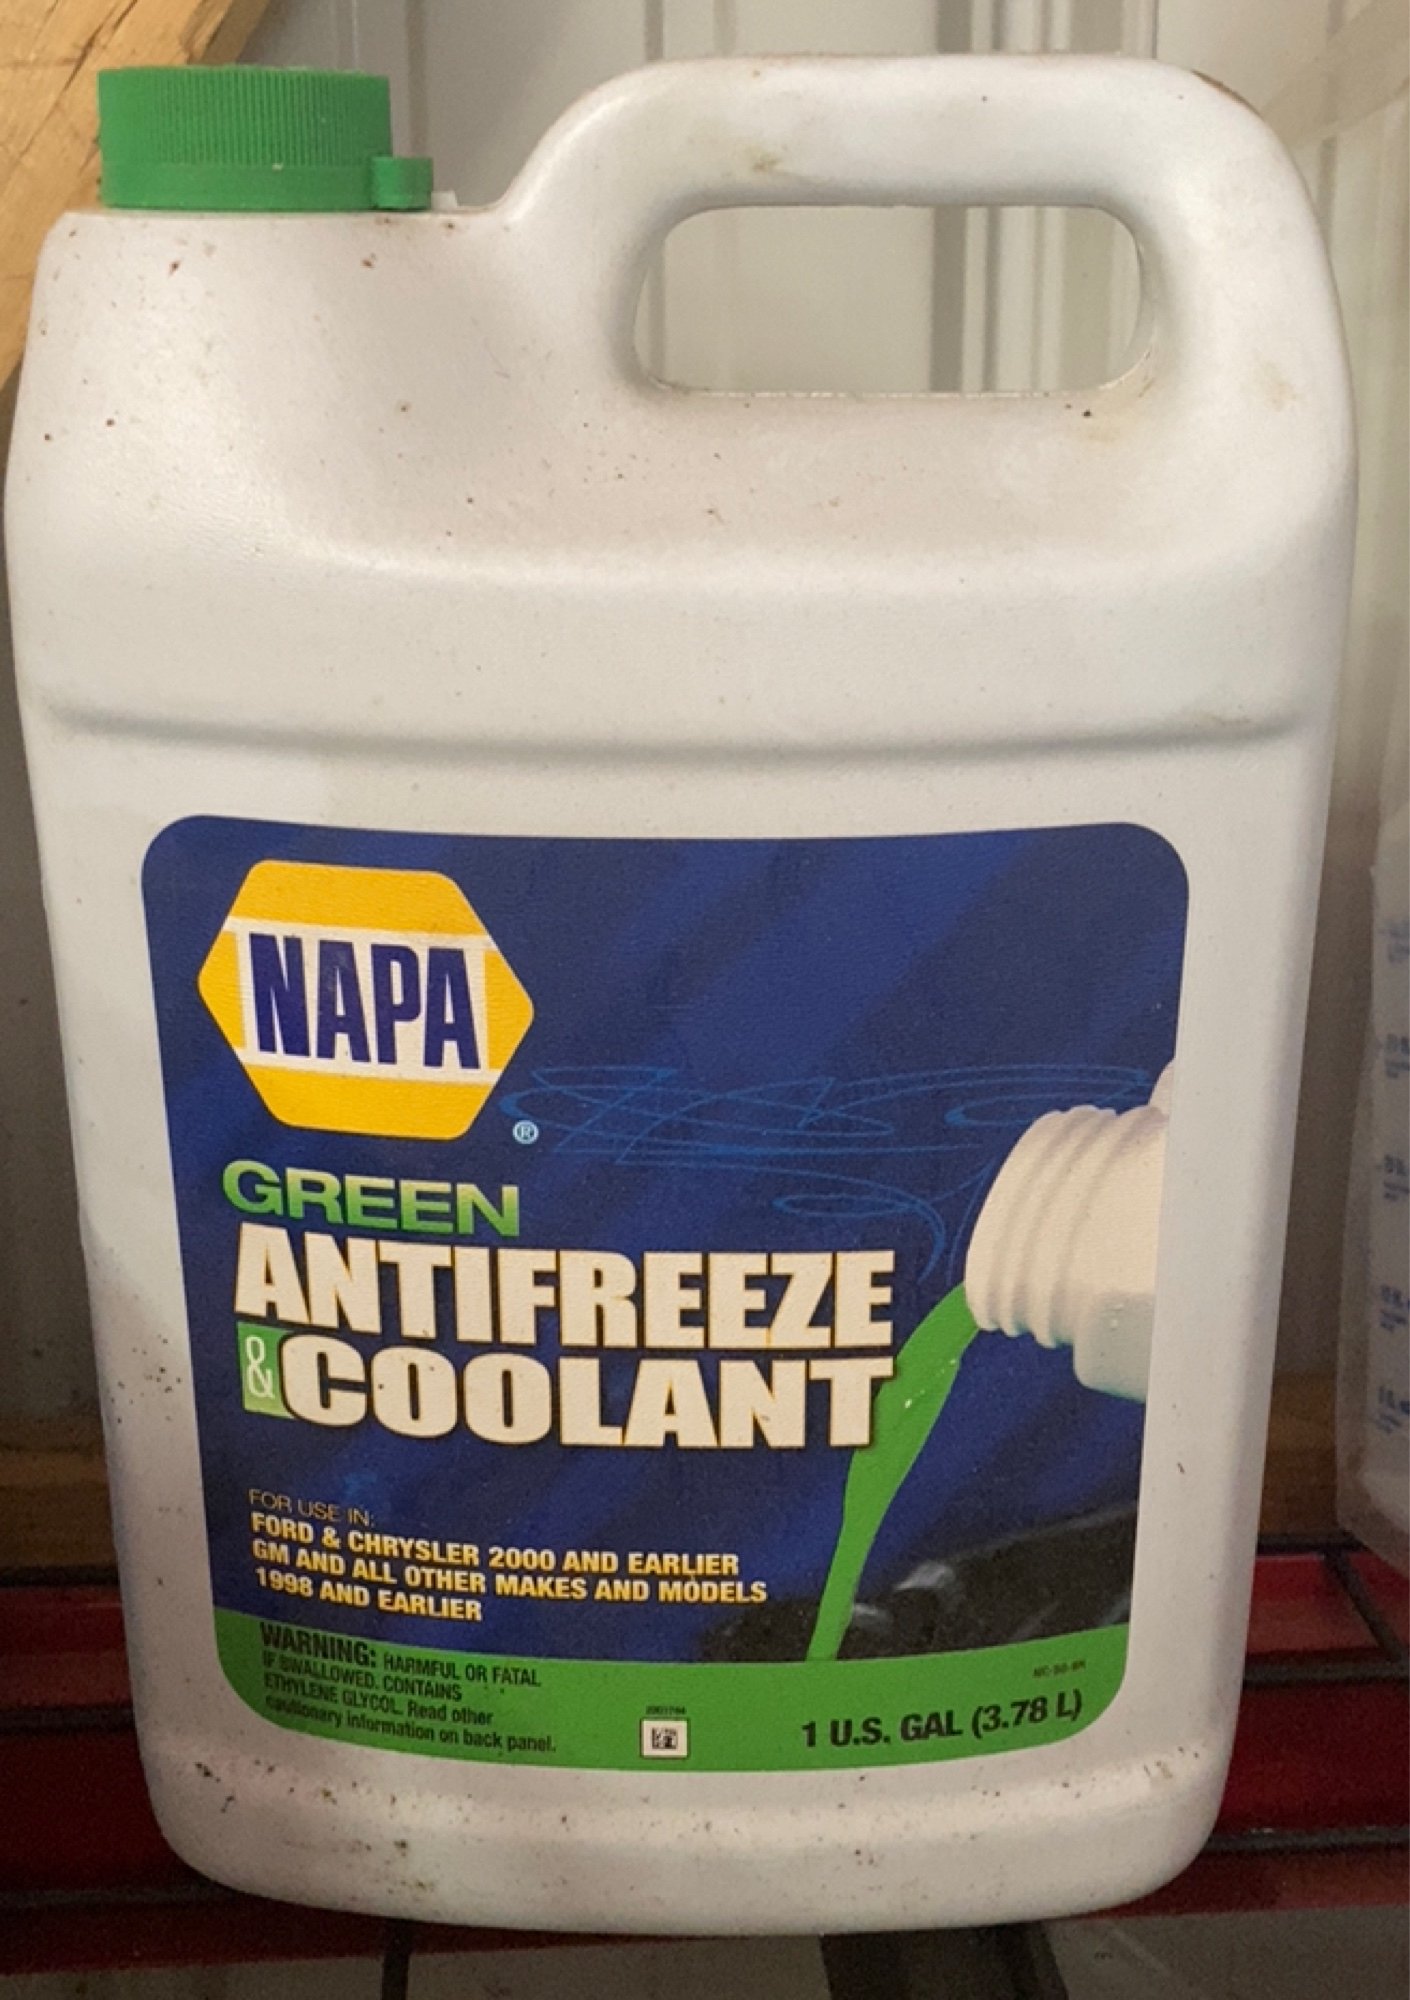 NAPA
®
GREEN
ANTIFREEZE
& COOLANT
FOR USE IN:
FORD & CHRYSLER 2000 AND EARLIER
GM AND ALL OTHER MAKES AND MODELS
1998 AND EARLIER
WARNING: HARMFUL OR FATAL
IF SWALLOWED. CONTAINS
ETHYLENE GLYCOL. Read other
cautionary information on back panel.
1 U.S. GAL (3.78 L)